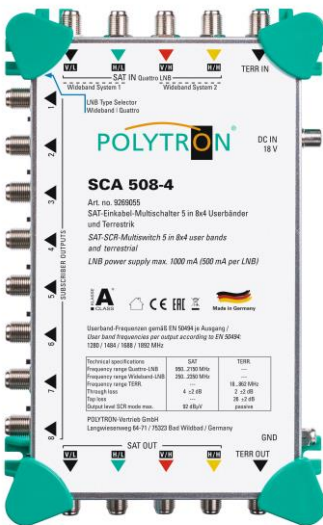 V/L H/L V/H H/H
SAT IN Quattro LNB TERR IN
Wideband System 1 Wideband System 2
LNB Type Selector
Wideband | Quattro
POLYTRON
DC IN
18 V
SCA 508-4
Art. no. 9269055
SAT-Einkabel-Multischalter 5 in 8x4 Userbänder
und Terrestrik
SAT-SCR-Multiswitch 5 in 8x4 user bands
and terrestrial
LNB power supply max. 1000 mA (500 mA per LNB)
SUBSCRIBER OUTPUTS
1
2
3
4
5
6
7
8
KLASSE A CLASS CE EAC Made in Germany
Userband-Frequenzen gemäß EN 50494 je Ausgang /
User band frequencies per output according to EN 50494:
1280 / 1484 / 1688 / 1892 MHz
Technical specifications SAT TERR.
Frequency range Quattro-LNB 950...2150 MHz ---
Frequency range Wideband-LNB 290...2350 MHz ---
Frequency range TERR. --- MHz
Through loss 4 ±2 dB 2 ±2 dB
Tap loss --- 26 ±2 dB
Output level SCR mode max. 92 dBµV passive
POLYTRON-Vertrieb GmbH
Langwiesenweg 64-71 / 75323 Bad Wildbad / Germany
GND
SAT OUT
V/L H/L V/H H/H TERR OUT